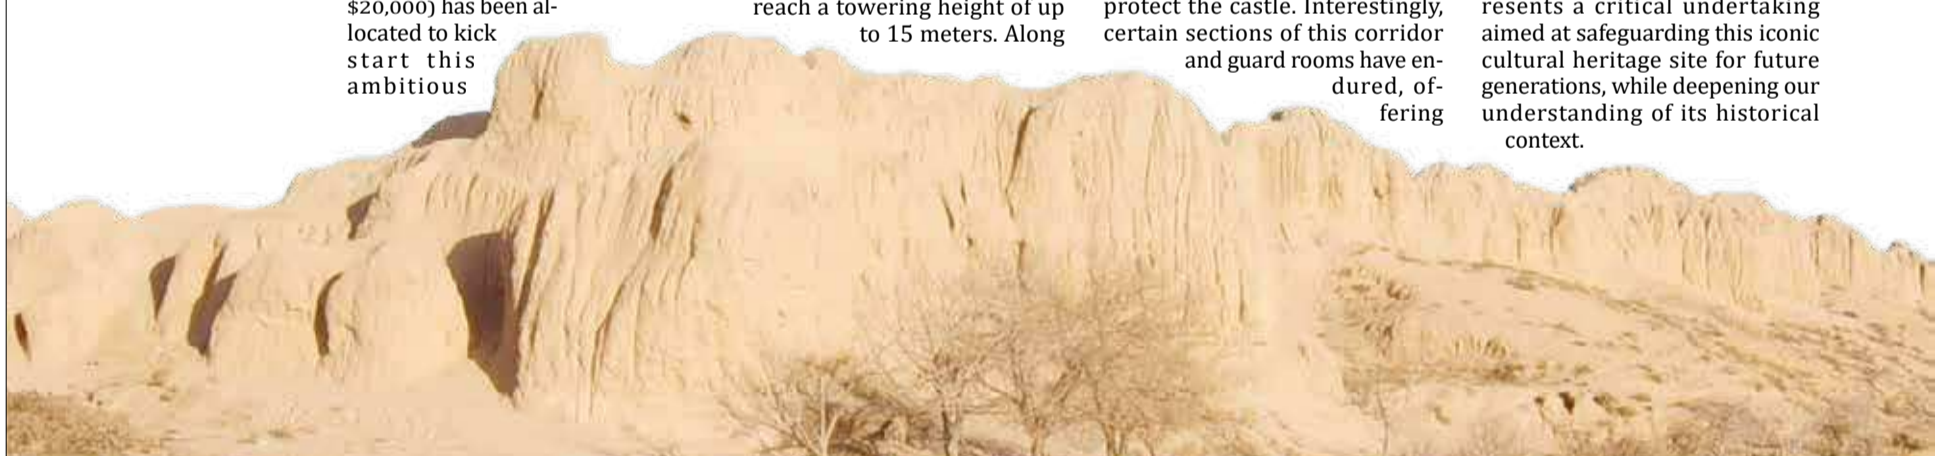 $20,000) has been al-
located to kick
start this
ambitious
reach a towering height of up
to 15 meters. Along
protect the castle. Interestingly,
certain sections of this corridor
and guard rooms have en-
dured, of-
fering
resents a critical undertaking
aimed at safeguarding this iconic
cultural heritage site for future
generations, while deepening our
understanding of its historical
context.